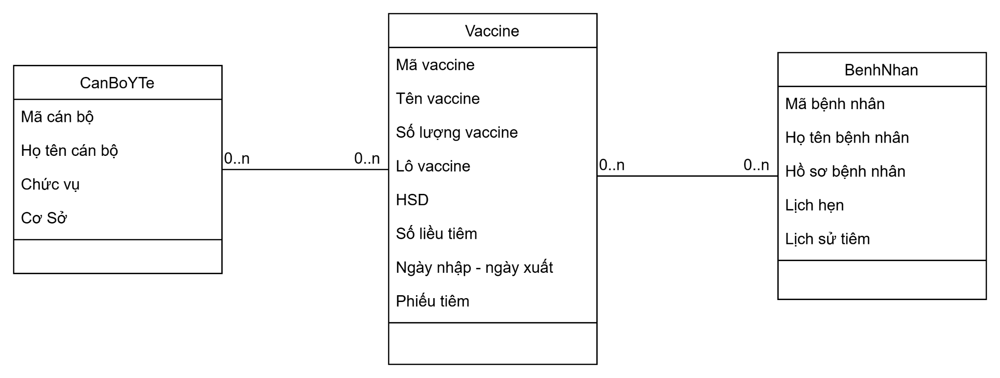 CanBoYTe
Mã cán bộ
Họ tên cán bộ
Chức vụ
Cơ Sở
0..n
0..n
Vaccine
Mã vaccine
Tên vaccine
Số lượng vaccine
Lô vaccine
HSD
Số liều tiêm
Ngày nhập - ngày xuất
Phiếu tiêm
0..n
0..n
BenhNhan
Mã bệnh nhân
Họ tên bệnh nhân
Hồ sơ bệnh nhân
Lịch hẹn
Lịch sử tiêm